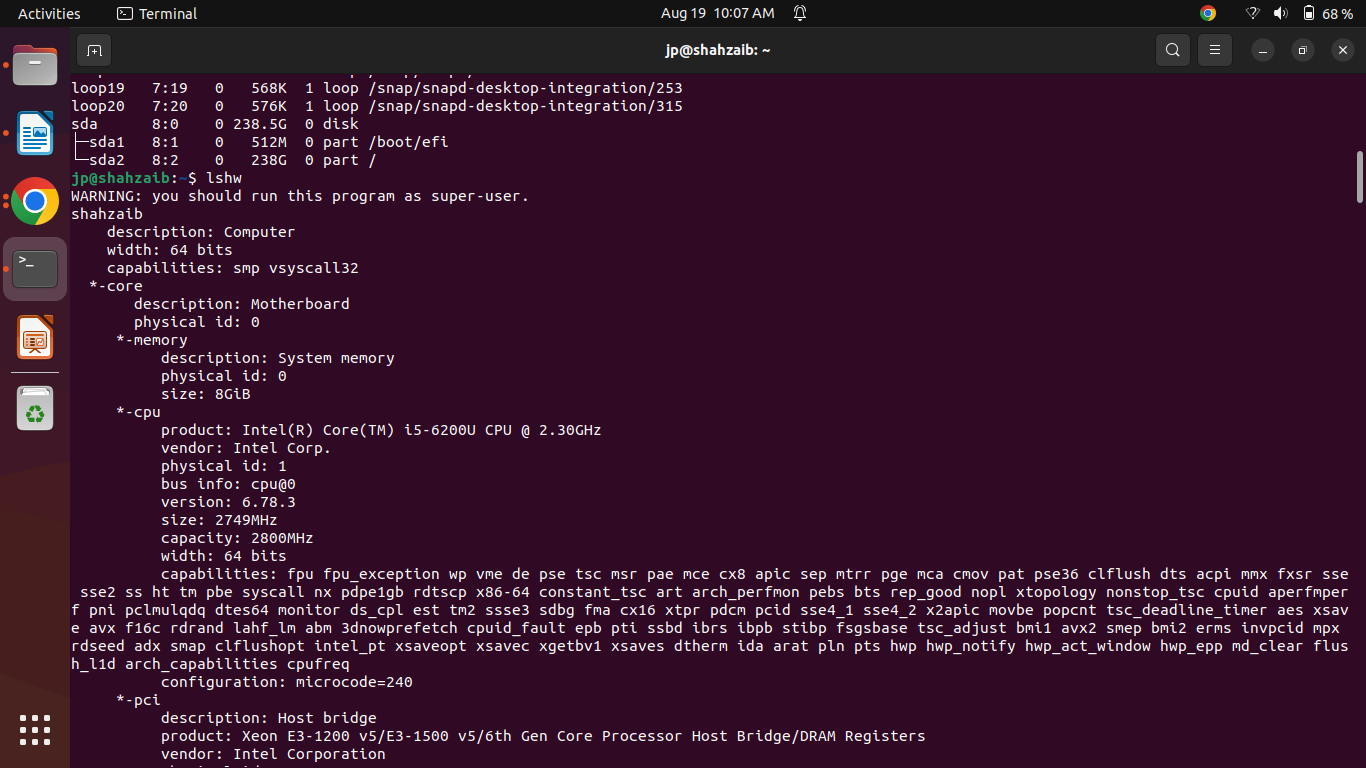 Activities
Terminal
Aug 19 10:07 AM
68 %
jp@shahzaib: ~
loop19   7:19   0   568K  1 loop /snap/snapd-desktop-integration/253
loop20   7:20   0   576K  1 loop /snap/snapd-desktop-integration/315
sda      8:0    0 238.5G  0 disk
├─sda1   8:1    0   512M  0 part /boot/efi
└─sda2   8:2    0   238G  0 part /
jp@shahzaib:~$ lshw
WARNING: you should run this program as super-user.
shahzaib
    description: Computer
    width: 64 bits
    capabilities: smp vsyscall32
  *-core
       description: Motherboard
       physical id: 0
     *-memory
          description: System memory
          physical id: 0
          size: 8GiB
     *-cpu
          product: Intel(R) Core(TM) i5-6200U CPU @ 2.30GHz
          vendor: Intel Corp.
          physical id: 1
          bus info: cpu@0
          version: 6.78.3
          size: 2749MHz
          capacity: 2800MHz
          width: 64 bits
          capabilities: fpu fpu_exception wp vme de pse tsc msr pae mce cx8 apic sep mtrr pge mca cmov pat pse36 clflush dts acpi mmx fxsr sse
 sse2 ss ht tm pbe syscall nx pdpe1gb rdtscp x86-64 constant_tsc art arch_perfmon pebs bts rep_good nopl xtopology nonstop_tsc cpuid aperfmper
f pni pclmulqdq dtes64 monitor ds_cpl est tm2 ssse3 sdbg fma cx16 xtpr pdcm pcid sse4_1 sse4_2 x2apic movbe popcnt tsc_deadline_timer aes xsav
e avx f16c rdrand lahf_lm abm 3dnowprefetch cpuid_fault epb pti ssbd ibrs ibpb stibp fsgsbase tsc_adjust bmi1 avx2 smep bmi2 erms invpcid mpx
rdseed adx smap clflushopt intel_pt xsaveopt xsavec xgetbv1 xsaves dtherm ida arat pln pts hwp hwp_notify hwp_act_window hwp_epp md_clear flus
h_l1d arch_capabilities cpufreq
          configuration: microcode=240
     *-pci
          description: Host bridge
          product: Xeon E3-1200 v5/E3-1500 v5/6th Gen Core Processor Host Bridge/DRAM Registers
          vendor: Intel Corporation